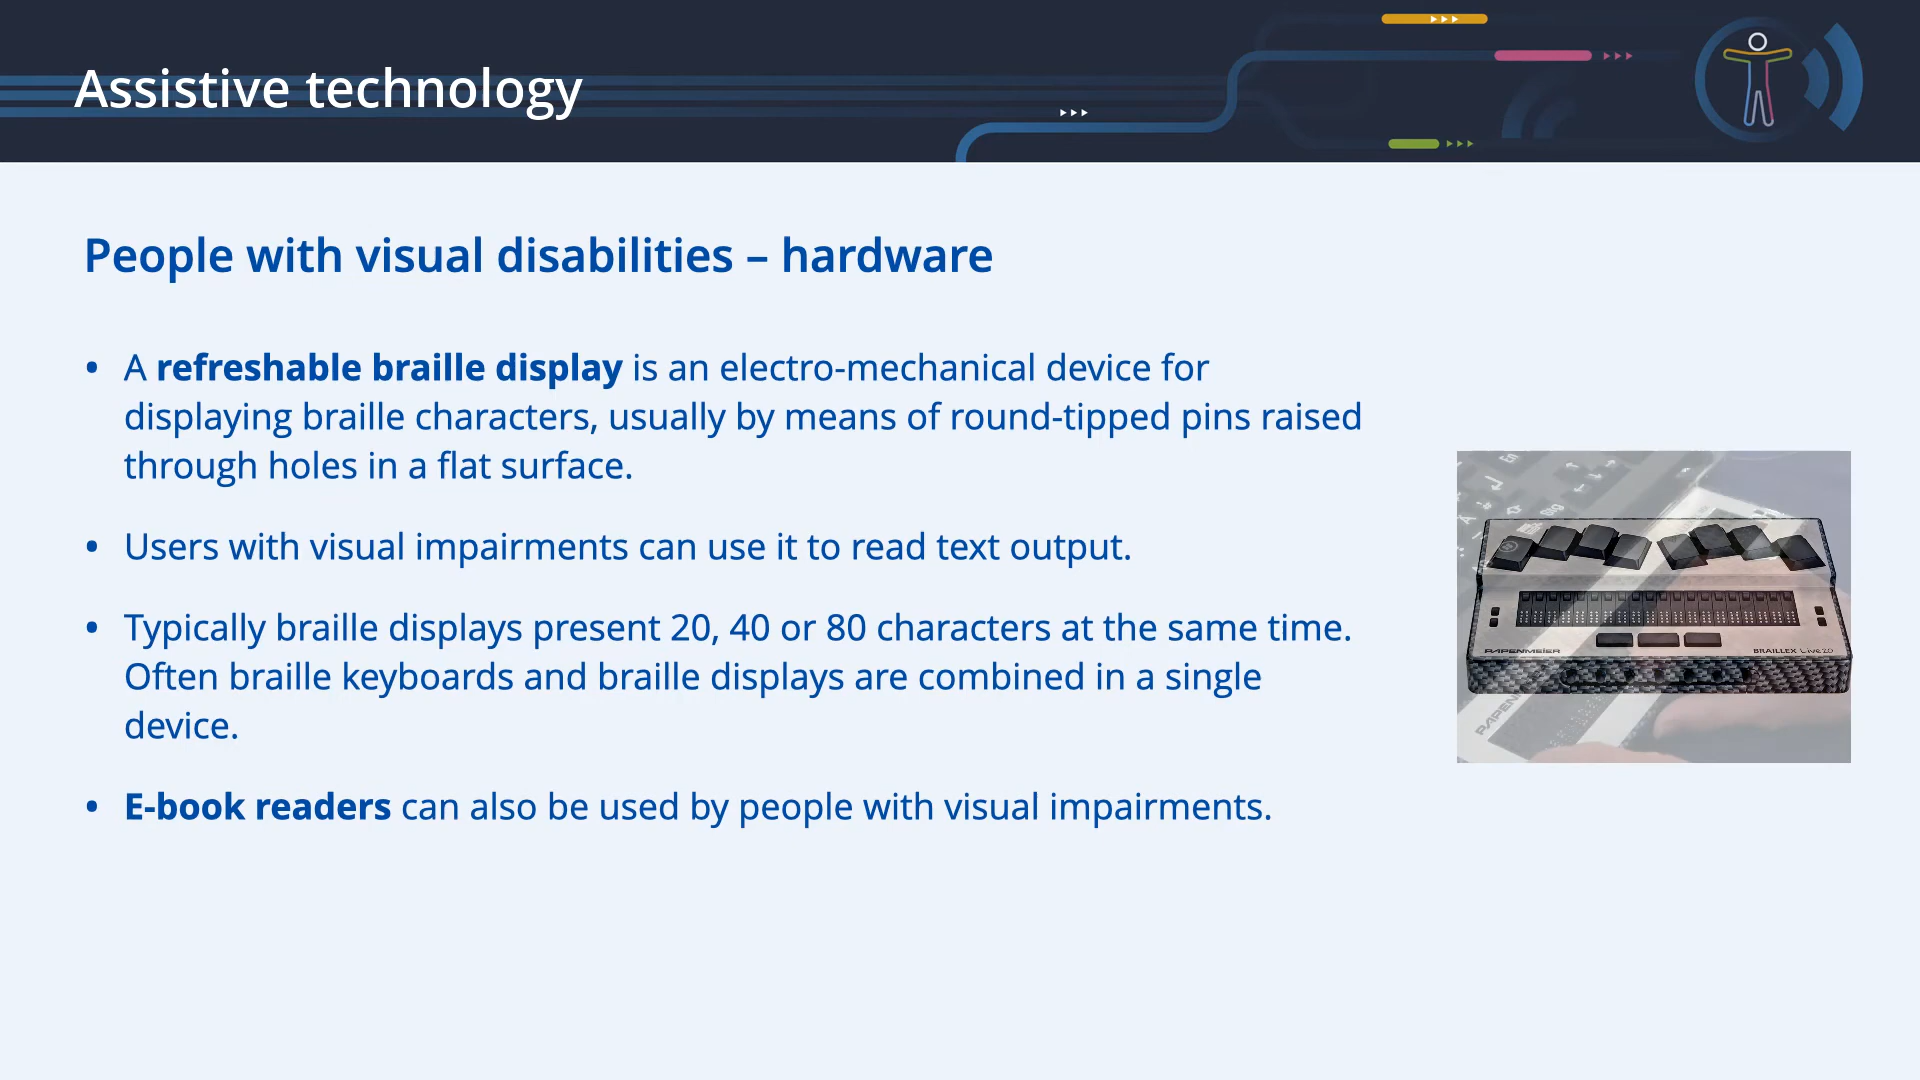 Assistive technology
People with visual disabilities – hardware
• A refreshable braille display is an electro-mechanical device for
displaying braille characters, usually by means of round-tipped pins raised
through holes in a flat surface.
• Users with visual impairments can use it to read text output.
• Typically braille displays present 20, 40 or 80 characters at the same time.
Often braille keyboards and braille displays are combined in a single
device.
• E-book readers can also be used by people with visual impairments.
PAPENMEIER
BRAILLEX Live 20